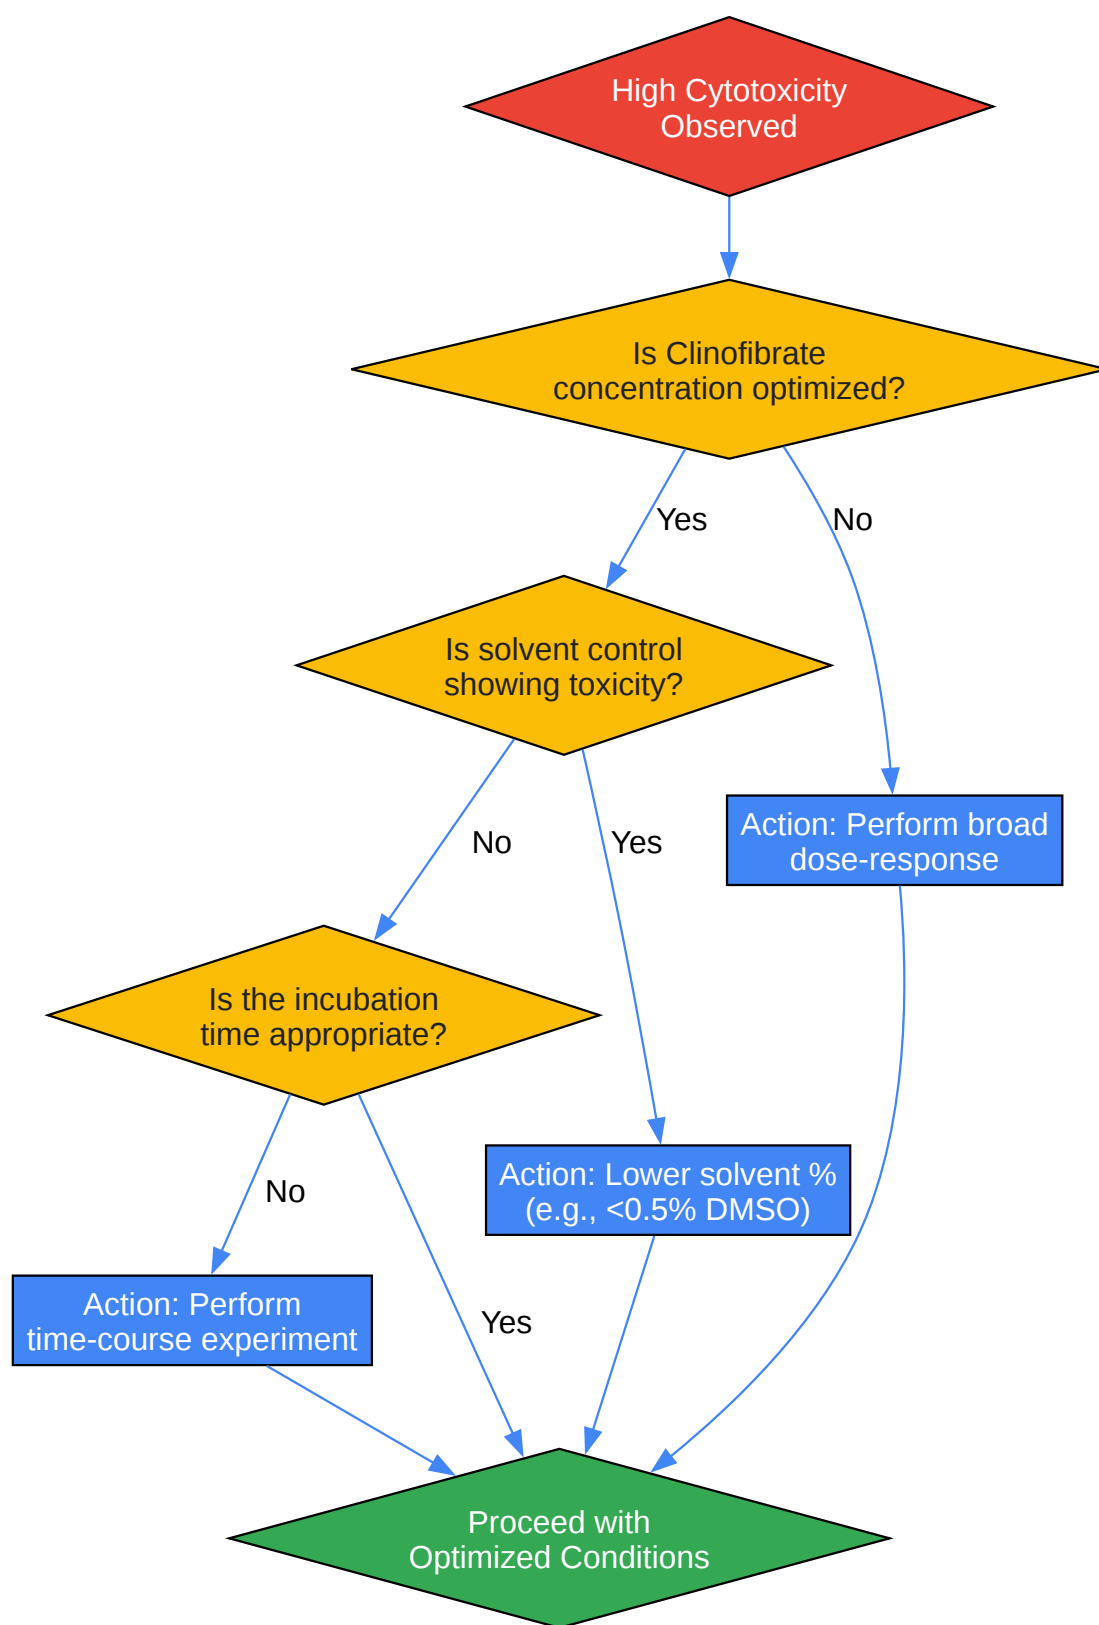 High Cytotoxicity
Observed
Is Clinofibrate
concentration optimized?
Yes
No
Is solvent control
showing toxicity?
Action: Perform broad
dose-response
No
Yes
Is the incubation
time appropriate?
Action: Lower solvent %
(e.g., <0.5% DMSO)
No
Action: Perform
time-course experiment
Yes
Proceed with
Optimized Conditions